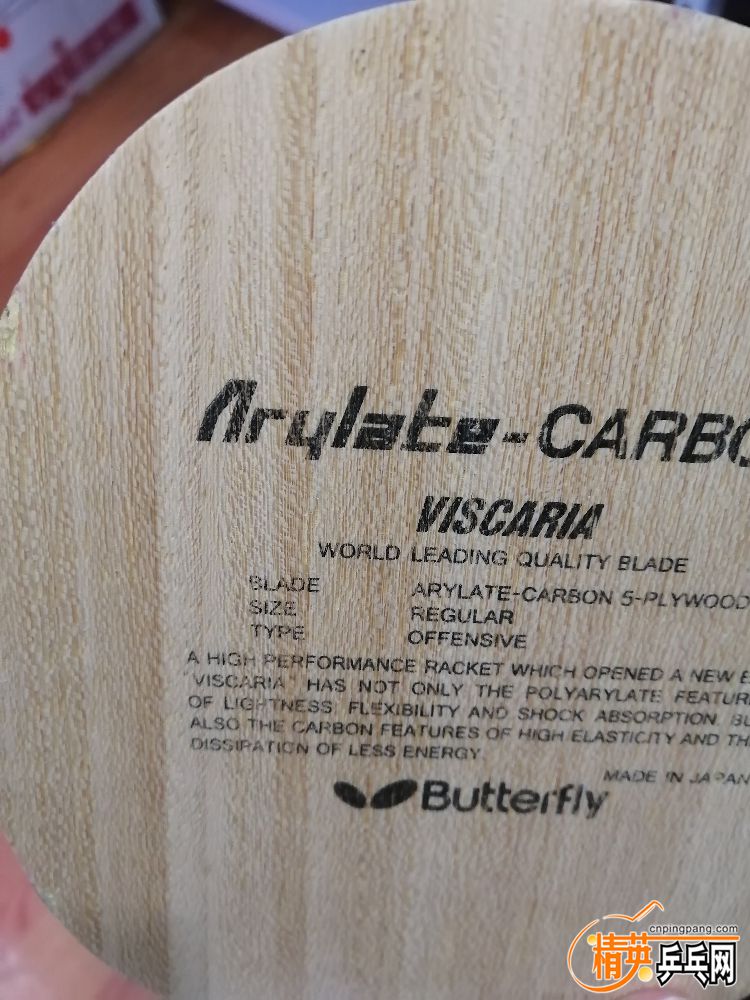 Arylate-CARBO
VISCARIA
WORLD LEADING QUALITY BLADE
BLADE ARYLATE-CARBON 5-PLYWOOD
SIZE REGULAR
TYPE OFFENSIVE
A HIGH PERFORMANCE RACKET WHICH OPENED A NEW E
"VISCARIA" HAS NOT ONLY THE POLYARYLATE FEATUR
OF LIGHTNESS, FLEXIBILITY AND SHOCK ABSORPTION, BU
ALSO THE CARBON FEATURES OF HIGH ELASTICITY AND TH
DISSIPATION OF LESS ENERGY.
MADE IN JAPAN
Butterfly
cnpingpang.com
精英乒乓网